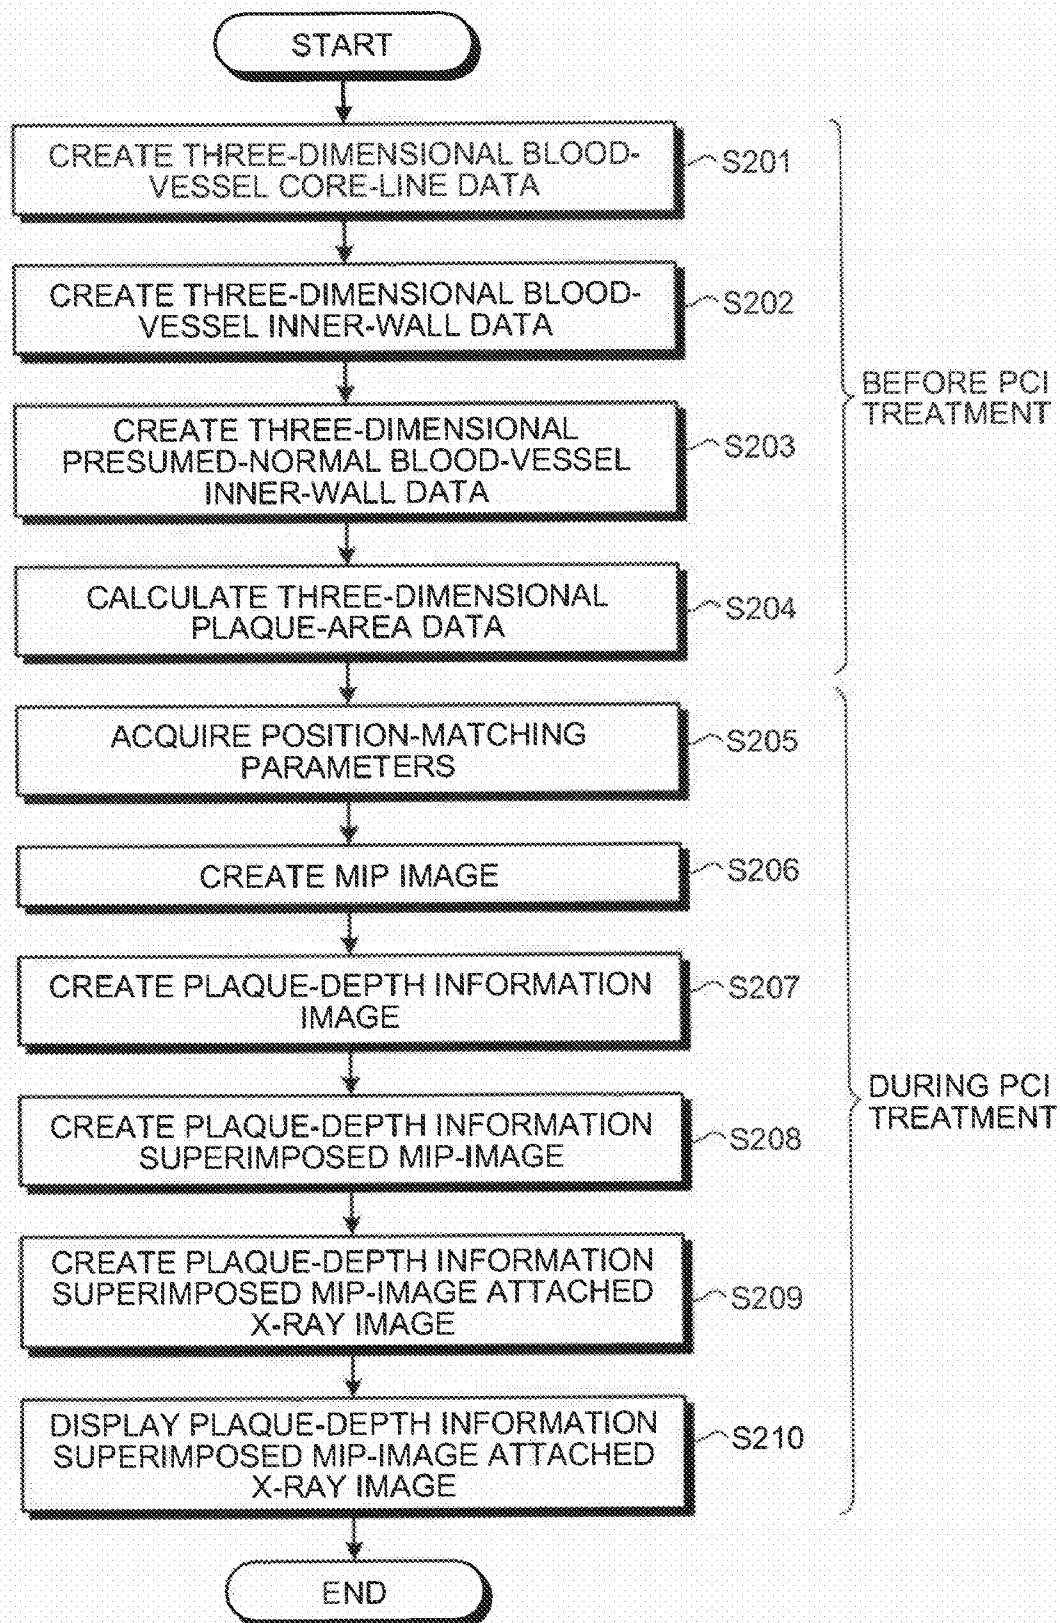 START
CREATE THREE-DIMENSIONAL BLOOD-
VESSEL CORE-LINE DATA
S201
CREATE THREE-DIMENSIONAL BLOOD-
VESSEL INNER-WALL DATA
S202
CREATE THREE-DIMENSIONAL
PRESUMED-NORMAL BLOOD-VESSEL
INNER-WALL DATA
S203
CALCULATE THREE-DIMENSIONAL
PLAQUE-AREA DATA
S204
BEFORE PCI
TREATMENT
ACQUIRE POSITION-MATCHING
PARAMETERS
S205
CREATE MIP IMAGE
S206
CREATE PLAQUE-DEPTH INFORMATION
IMAGE
S207
CREATE PLAQUE-DEPTH INFORMATION
SUPERIMPOSED MIP-IMAGE
S208
CREATE PLAQUE-DEPTH INFORMATION
SUPERIMPOSED MIP-IMAGE ATTACHED
X-RAY IMAGE
S209
DISPLAY PLAQUE-DEPTH INFORMATION
SUPERIMPOSED MIP-IMAGE ATTACHED
X-RAY IMAGE
S210
DURING PCI
TREATMENT
END